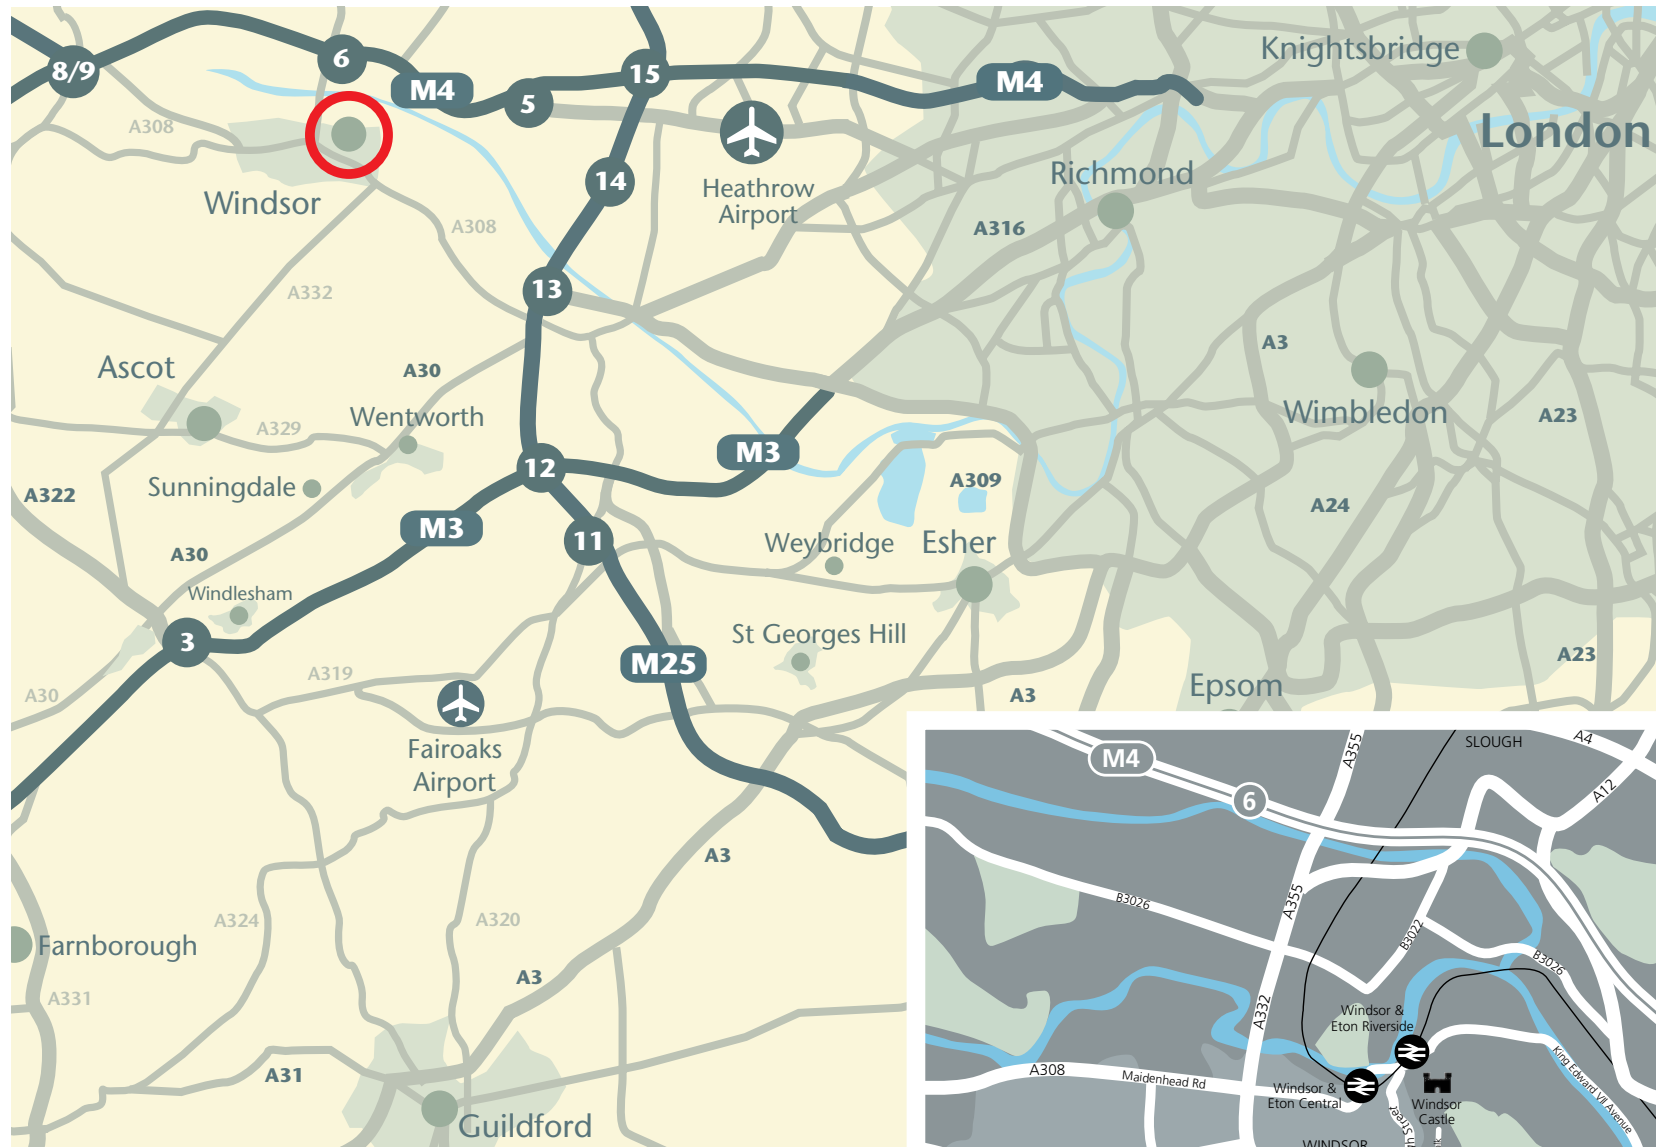 Knightsbridge
6
8/9
15
M4
M4
5
London
A308
Richmond
14
Heathrow
Airport
Windsor
A308
A316
13
A332
A3
Ascot
A30
Wentworth
Wimbledon
A23
A329
M3
12
Sunningdale
A309
A322
A24
M3
11
Weybridge
Esher
A30
Windlesham
St Georges Hill
3
A23
M25
A319
Epsom
A30
A3
Fairoaks
Airport
A3
A324
A320
Farnborough
A3
A331
A31
Guildford
SLOUGH
A4
A355
M4
A12
6
A355
B3026
B3022
B3026
A332
Windsor &
Eton Riverside
A308
Maidenhead Rd
King Edward VII Avenue
Windsor &
Eton Central
Windsor
Castle
WINDSOR